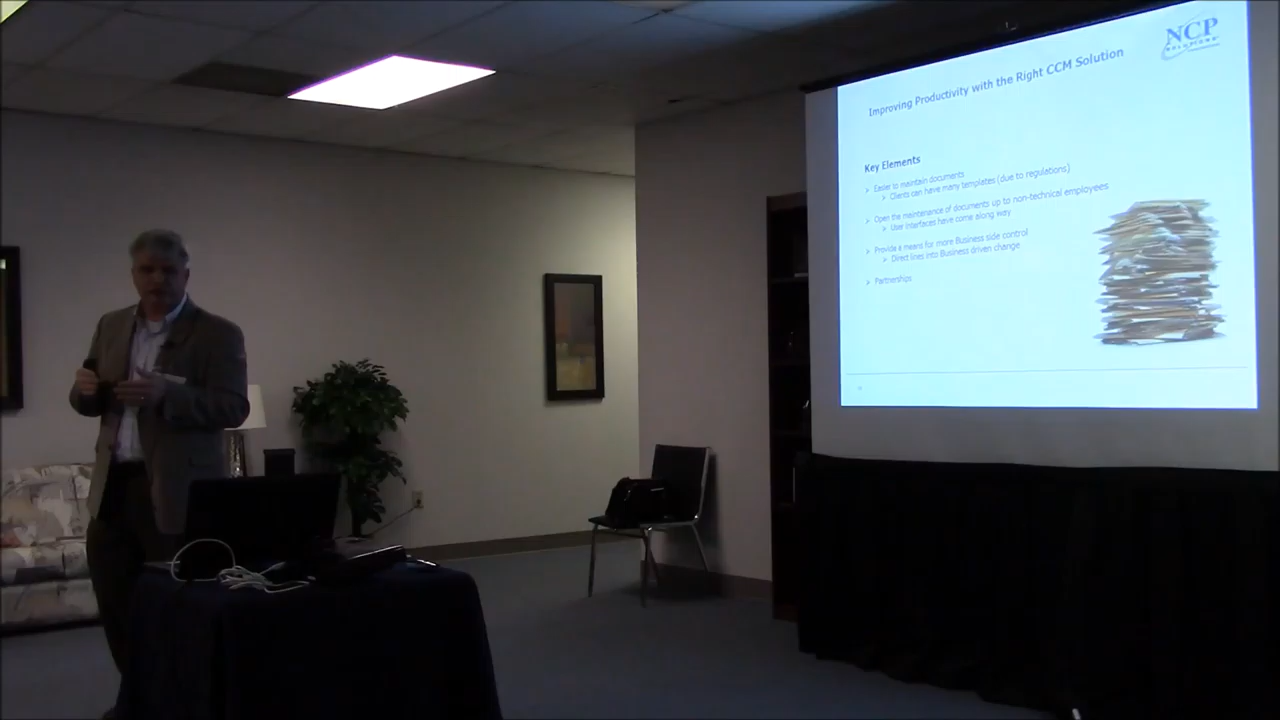 NCP
SOLUTIONS
Improving Productivity with the Right CCM Solution
Key Elements
Easier to maintain documents
Clients can have many templates (due to regulations)
Open the maintenance of documents up to non-technical employees
User interfaces have come along way
Provide a means for more Business side control
Direct lines into Business driven change
Partnerships